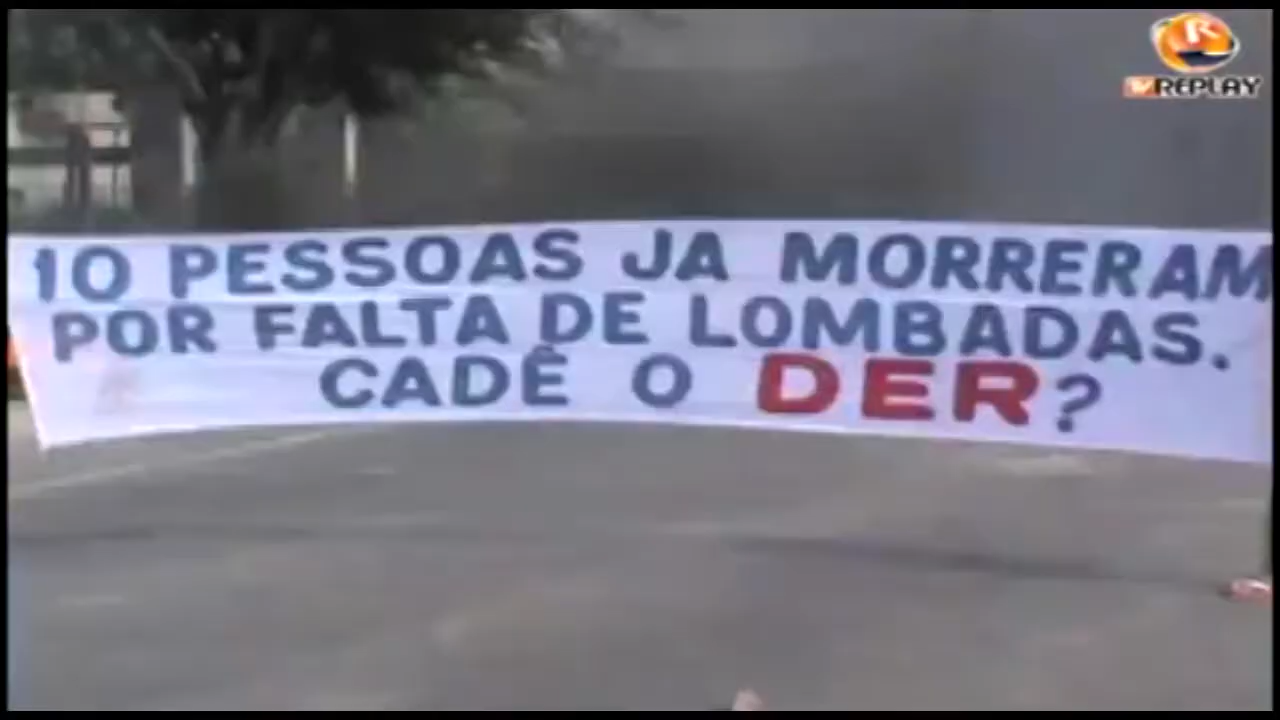 R
REPLAY
10 PESSOAS JA MORRERAM
POR FALTA DE LOMBADAS.
CADÊ O DER?